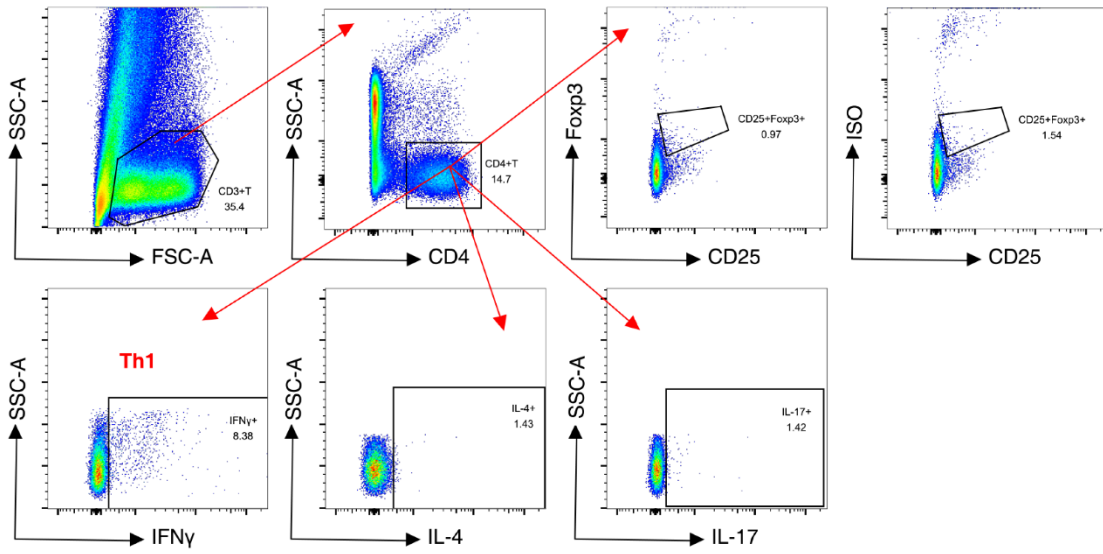 SSC-A
CD3+T
35.4
FSC-A
SSC-A
CD4+T
14.7
CD4
Foxp3
CD25+Foxp3+
0.97
CD25
ISO
CD25+Foxp3+
1.54
CD25
SSC-A
Th1
IFNγ+
8.38
IFNγ
SSC-A
IL-4+
1.43
IL-4
SSC-A
IL-17+
1.42
IL-17